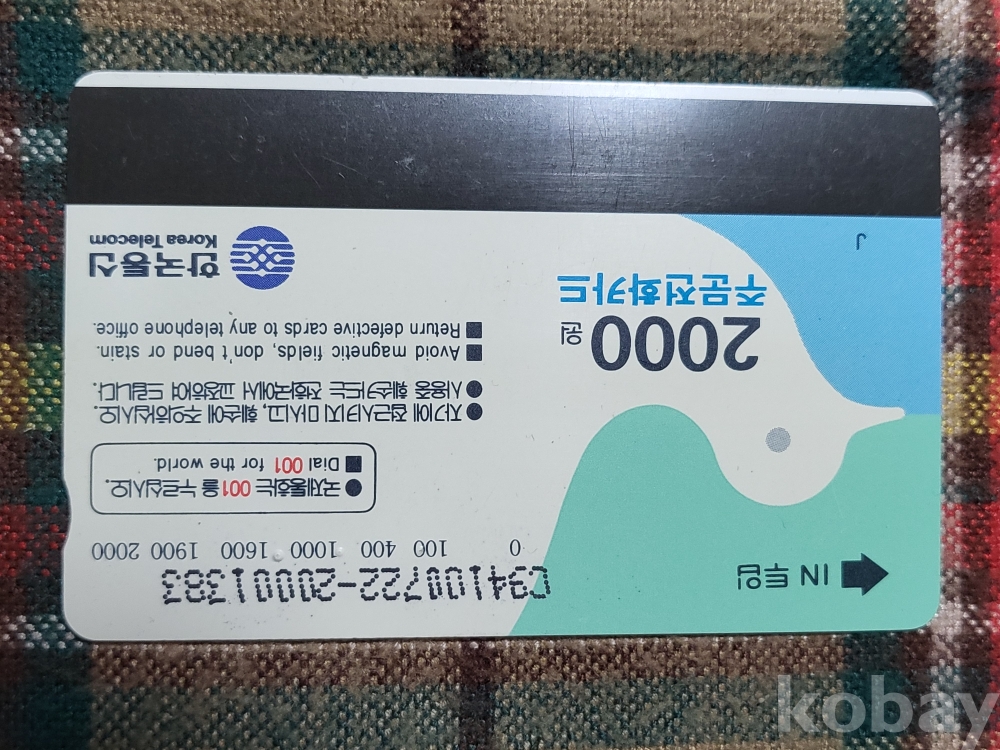 C94100722-20001383
0 100 400 1000 1600 1900 2000
IN 투입
● 국제통화는 001을 누르십시오.
■ Dial 001 for the world.
● 자기에 접근시키지 마시고, 훼손에 주의하십시오.
● 사용중 훼손카드는 전화국에서 교환하여 드립니다.
■ Avoid magnetic fields, don't bend or stain.
■ Return defective cards to any telephone office.
2000원
주문전화카드
한국통신
Korea Telecom
J
kobay